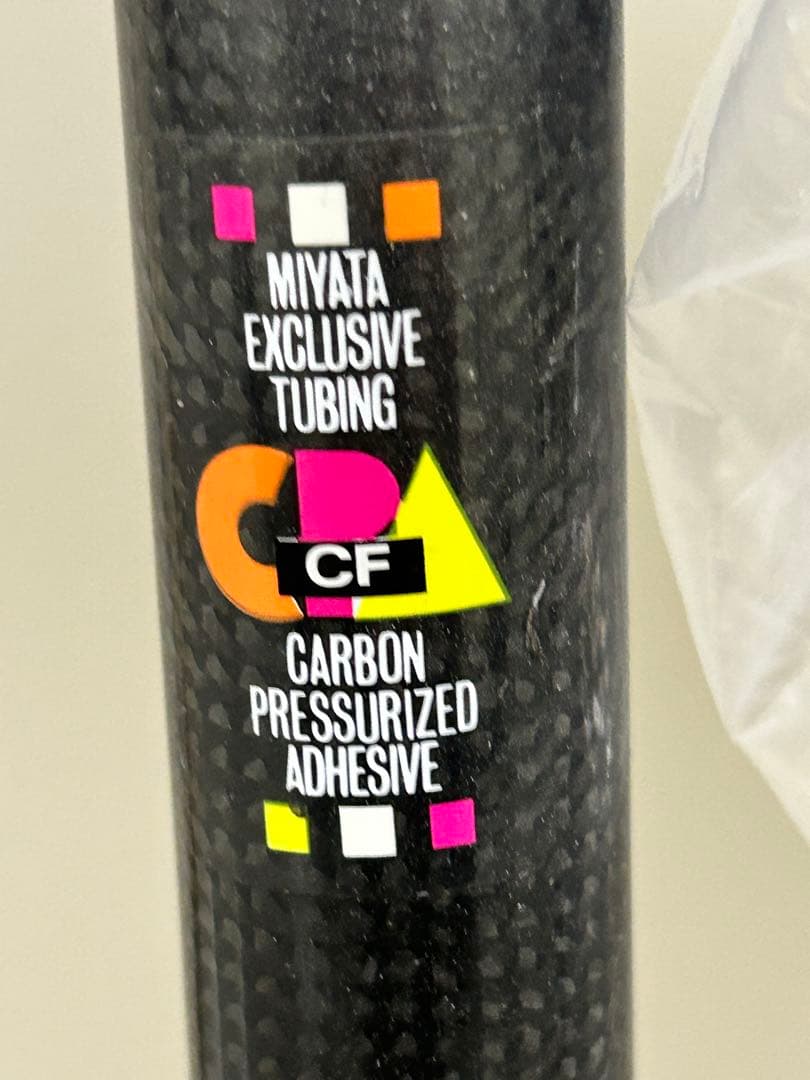 MIYATA
EXCLUSIVE
TUBING
CPA
CF
CARBON
PRESSURIZED
ADHESIVE